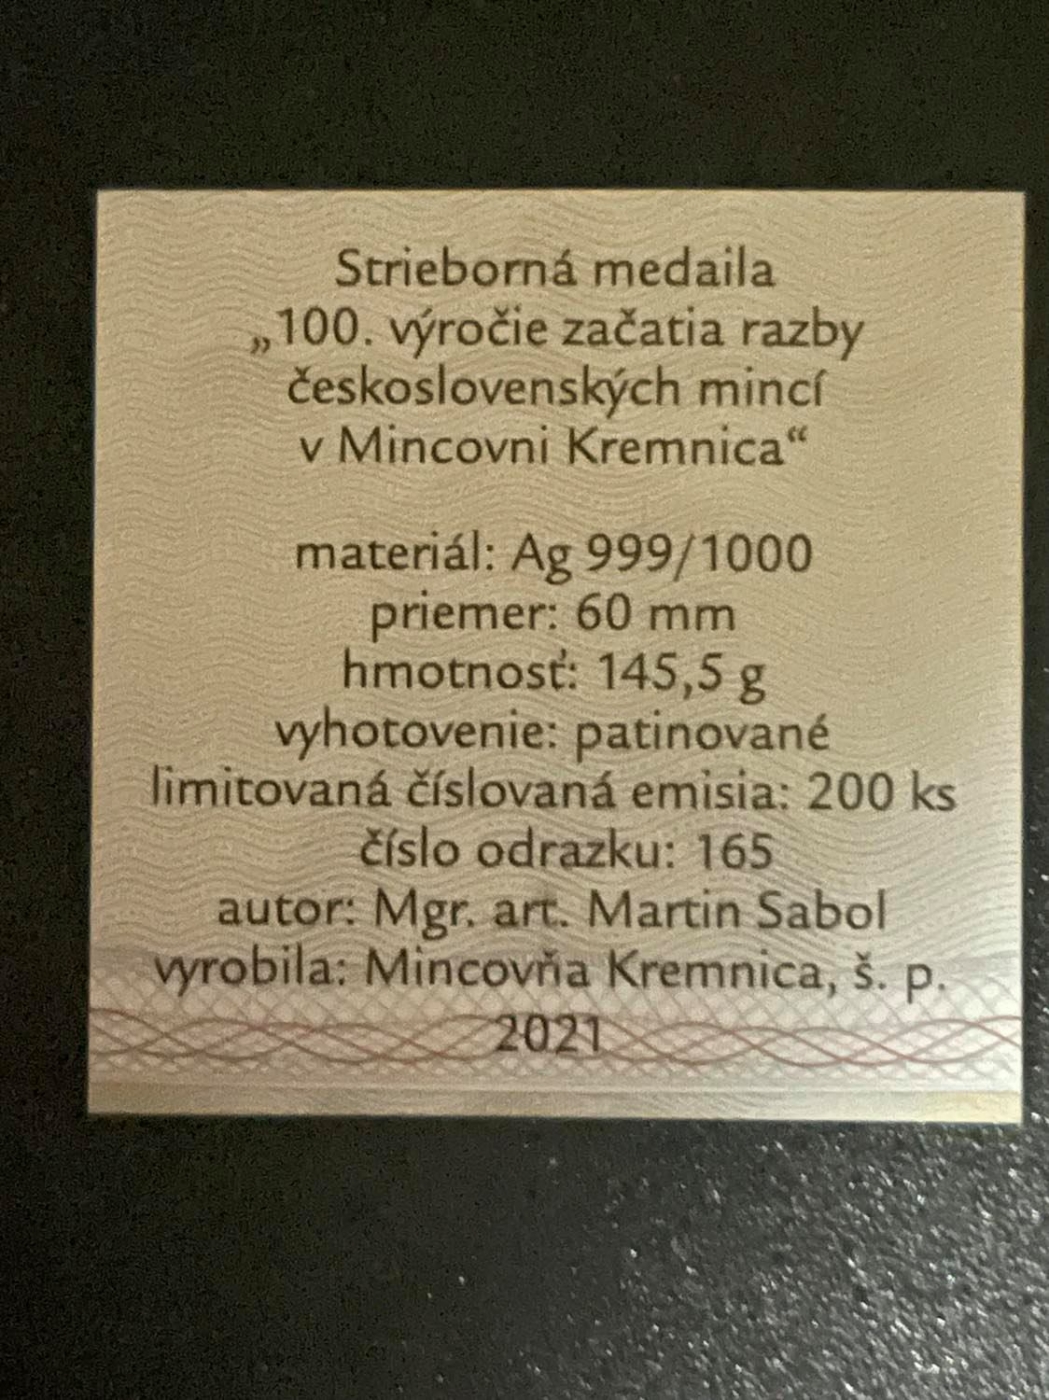 Strieborná medaila
„100. výročie začatia razby
československých mincí
v Mincovni Kremnica“
materiál: Ag 999/1000
priemer: 60 mm
hmotnosť: 145,5 g
vyhotovenie: patinované
limitovaná číslovaná emisia: 200 ks
číslo odrazku: 165
autor: Mgr. art. Martin Sabol
vyrobila: Mincovňa Kremnica, š. p.
2021